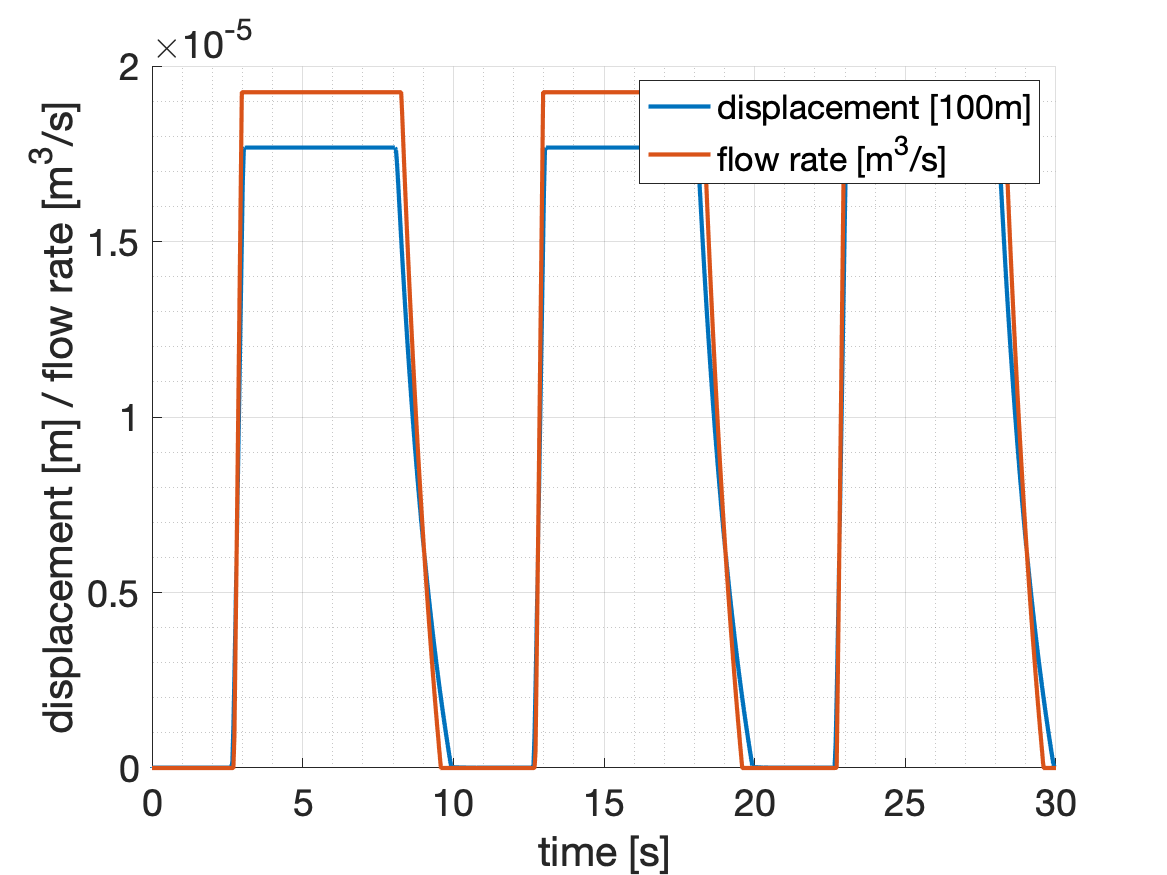 ×10⁻⁵
2
1.5
1
0.5
0
displacement [m] / flow rate [m³/s]
displacement [100m]
flow rate [m³/s]
0 5 10 15 20 25 30
time [s]